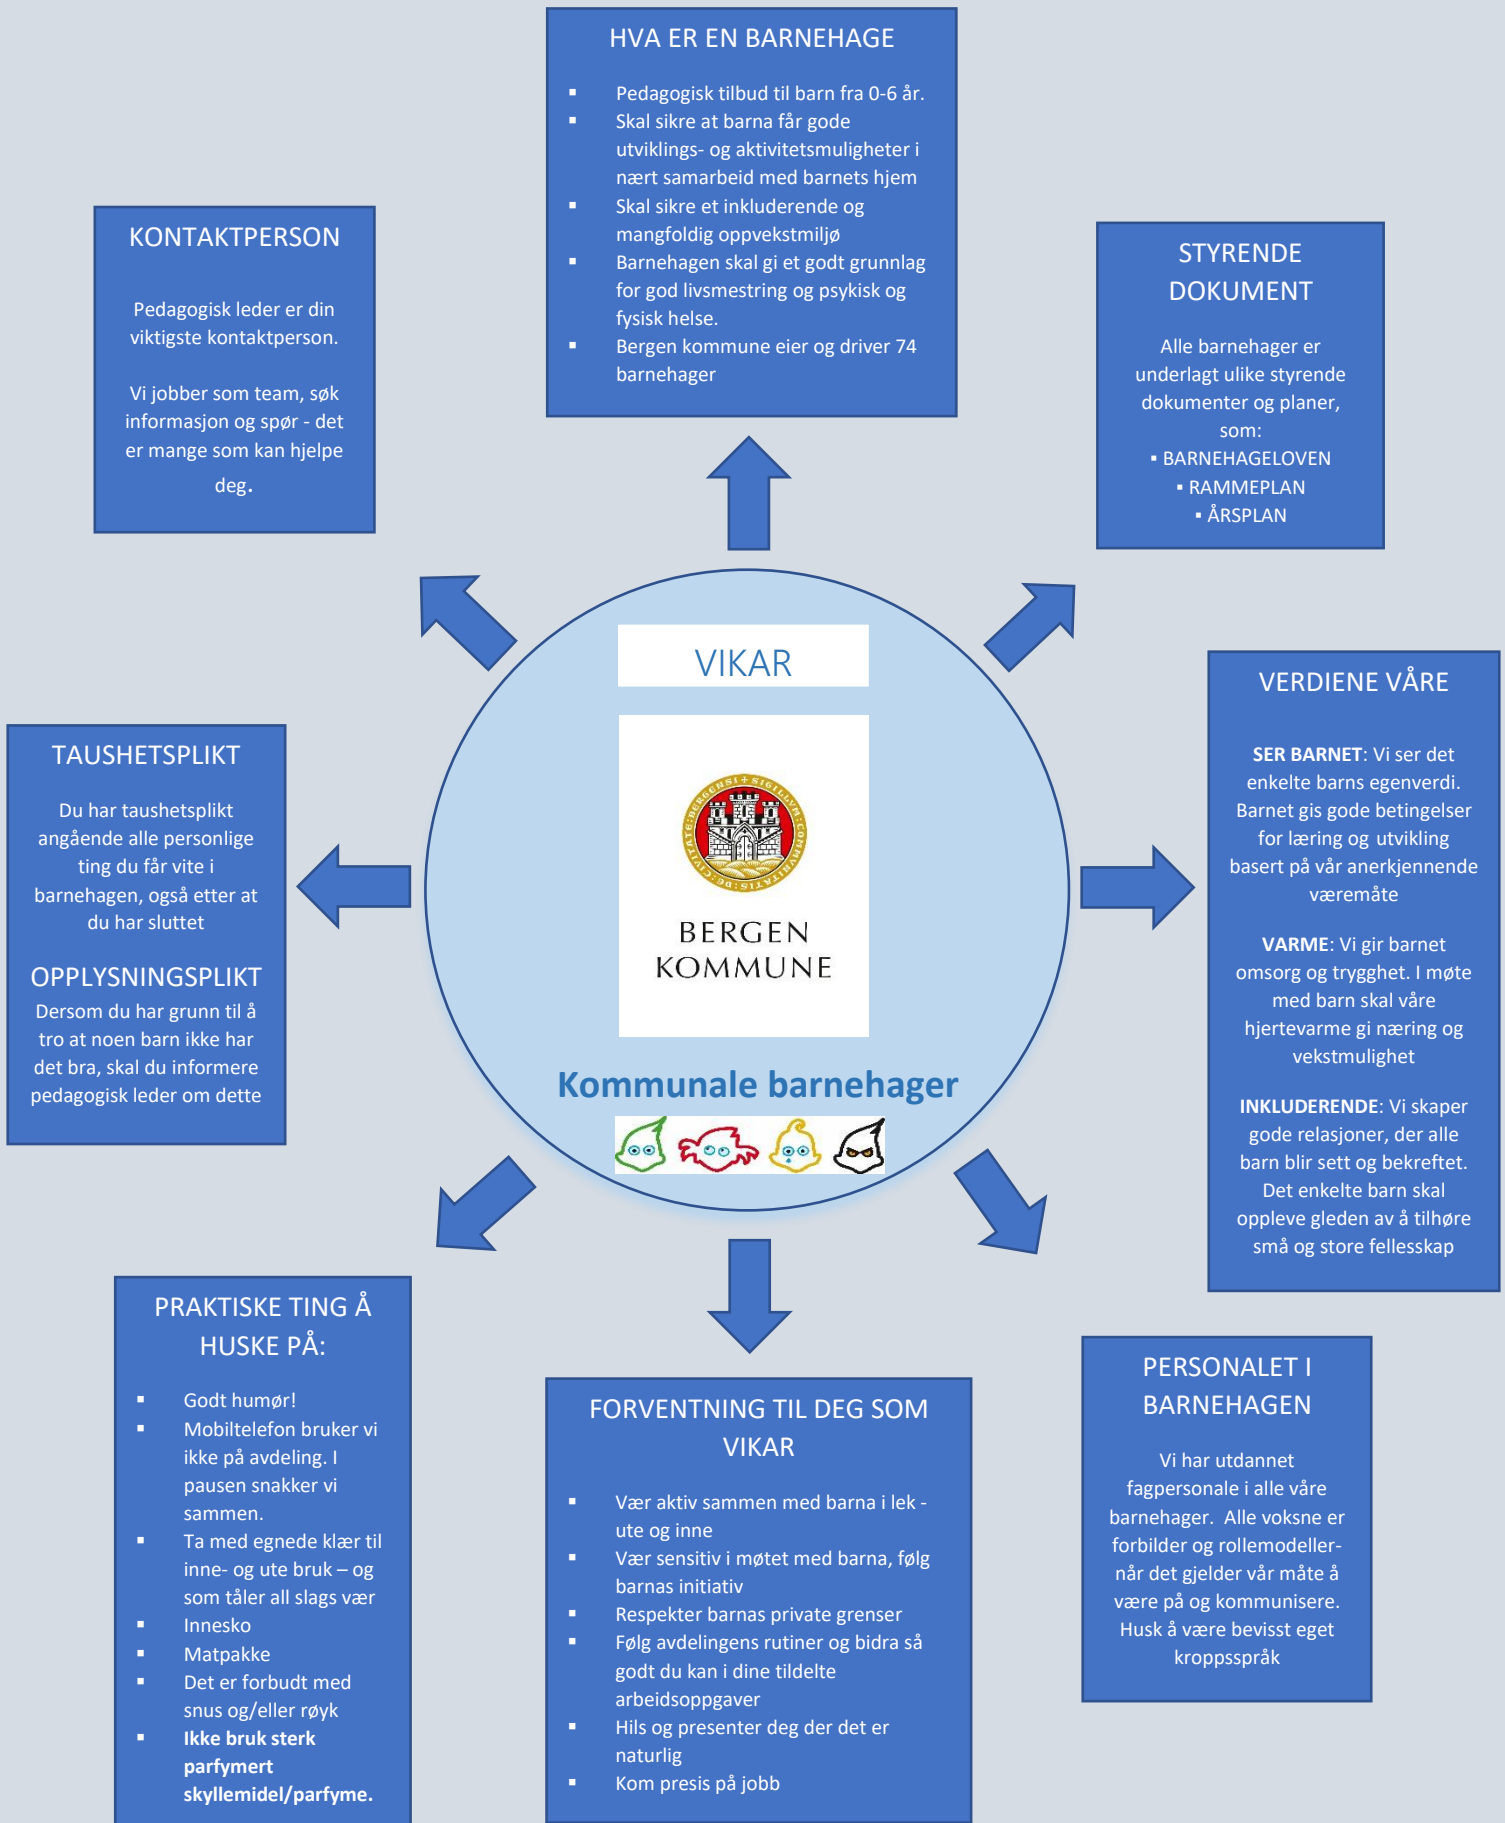 HVA ER EN BARNEHAGE
▪ Pedagogisk tilbud til barn fra 0-6 år.
▪ Skal sikre at barna får gode
utviklings- og aktivitetsmuligheter i
nært samarbeid med barnets hjem
▪ Skal sikre et inkluderende og
mangfoldig oppvekstmiljø
▪ Barnehagen skal gi et godt grunnlag
for god livsmestring og psykisk og
fysisk helse.
▪ Bergen kommune eier og driver 74
barnehager
KONTAKTPERSON
Pedagogisk leder er din
viktigste kontaktperson.
Vi jobber som team, søk
informasjon og spør - det
er mange som kan hjelpe
deg.
STYRENDE
DOKUMENT
Alle barnehager er
underlagt ulike styrende
dokumenter og planer,
som:
▪ BARNEHAGELOVEN
▪ RAMMEPLAN
▪ ÅRSPLAN
VIKAR
CIVITATIS BERGENSI + SIGILLVM COMMVNITATIS DE
BERGEN
KOMMUNE
Kommunale barnehager
TAUSHETSPLIKT
Du har taushetsplikt
angående alle personlige
ting du får vite i
barnehagen, også etter at
du har sluttet
OPPLYSNINGSPLIKT
Dersom du har grunn til å
tro at noen barn ikke har
det bra, skal du informere
pedagogisk leder om dette
VERDIENE VÅRE
SER BARNET: Vi ser det
enkelte barns egenverdi.
Barnet gis gode betingelser
for læring og utvikling
basert på vår anerkjennende
væremåte
VARME: Vi gir barnet
omsorg og trygghet. I møte
med barn skal våre
hjertevarme gi næring og
vekstmulighet
INKLUDERENDE: Vi skaper
gode relasjoner, der alle
barn blir sett og bekreftet.
Det enkelte barn skal
oppleve gleden av å tilhøre
små og store fellesskap
PRAKTISKE TING Å
HUSKE PÅ:
▪ Godt humør!
▪ Mobiltelefon bruker vi
ikke på avdeling. I
pausen snakker vi
sammen.
▪ Ta med egnede klær til
inne- og ute bruk – og
som tåler all slags vær
▪ Innesko
▪ Matpakke
▪ Det er forbudt med
snus og/eller røyk
▪ Ikke bruk sterk
parfymert
skyllemidel/parfyme.
FORVENTNING TIL DEG SOM
VIKAR
▪ Vær aktiv sammen med barna i lek -
ute og inne
▪ Vær sensitiv i møtet med barna, følg
barnas initiativ
▪ Respekter barnas private grenser
▪ Følg avdelingens rutiner og bidra så
godt du kan i dine tildelte
arbeidsoppgaver
▪ Hils og presenter deg der det er
naturlig
▪ Kom presis på jobb
PERSONALET I
BARNEHAGEN
Vi har utdannet
fagpersonale i alle våre
barnehager. Alle voksne er
forbilder og rollemodeller-
når det gjelder vår måte å
være på og kommunisere.
Husk å være bevisst eget
kroppsspråk